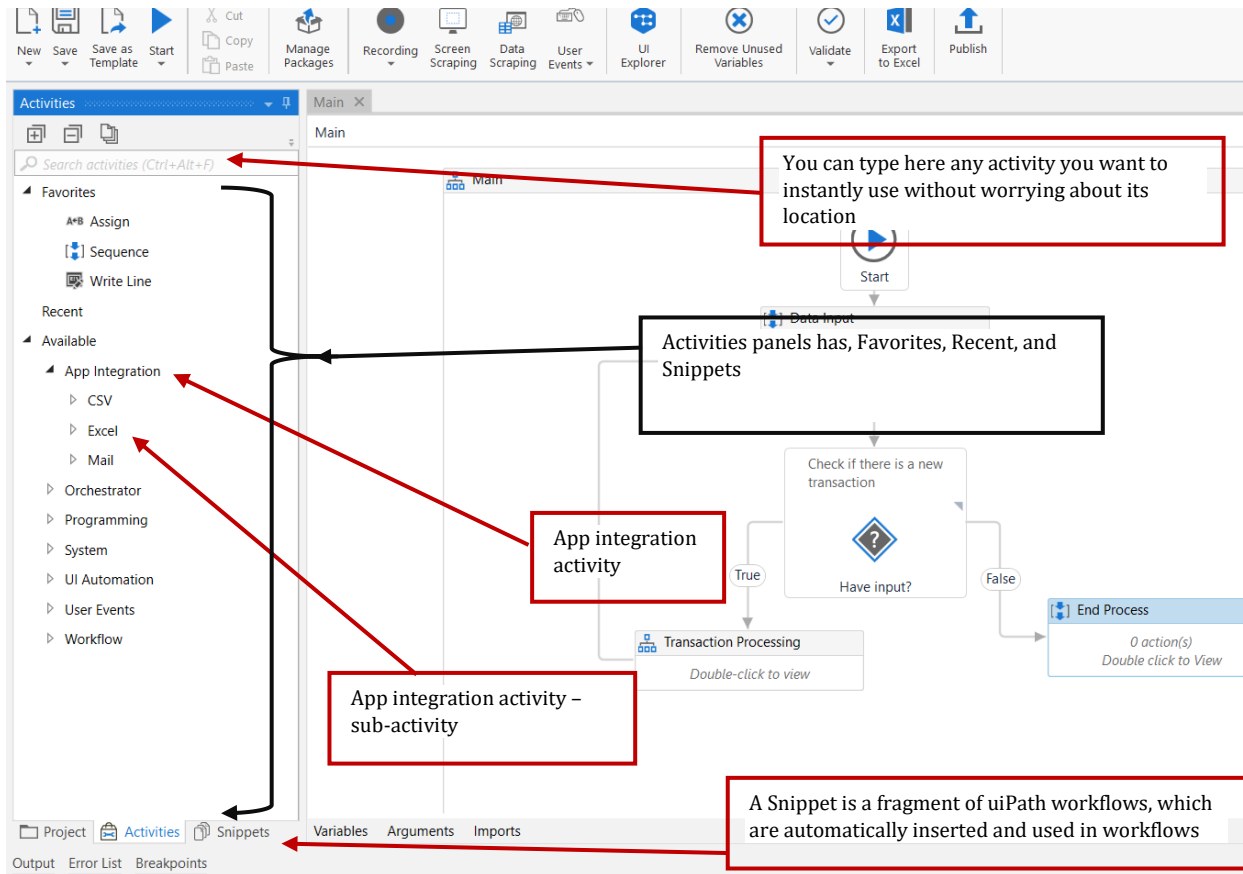 New
Save
Save as
Template
Start
Cut
Copy
Paste
Manage
Packages
Recording
Screen
Scraping
Data
Scraping
User
Events
UI
Explorer
Remove Unused
Variables
Validate
Export
to Excel
Publish
Activities
Search activities (Ctrl+Alt+F)
Favorites
A+B Assign
Sequence
Write Line
Recent
Available
App Integration
CSV
Excel
Mail
Orchestrator
Programming
System
UI Automation
User Events
Workflow
Project
Activities
Snippets
Output Error List Breakpoints
Main
Main
Main
You can type here any activity you want to
instantly use without worrying about its
location
Start
Data Input
Activities panels has, Favorites, Recent, and
Snippets
Check if there is a new
transaction
Have input?
True
False
App integration
activity
Transaction Processing
Double-click to view
End Process
0 action(s)
Double click to View
App integration activity –
sub-activity
A Snippet is a fragment of uiPath workflows, which
are automatically inserted and used in workflows
Variables Arguments Imports